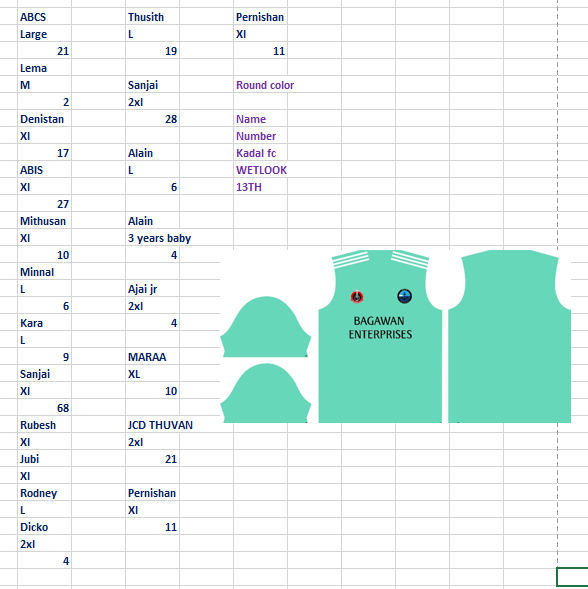 ABCS
Large
21
Lema
M
2
Denistan
Xl
17
ABIS
Xl
27
Mithusan
Xl
10
Minnal
L
6
Kara
L
9
Sanjai
Xl
68
Rubesh
Xl
Jubi
Xl
Rodney
L
Dicko
2xl
4
Thusith
L
19
Sanjai
2xl
28
Alain
L
6
Alain
3 years baby
4
Ajai jr
2xl
4
MARAA
XL
10
JCD THUVAN
2xl
21
Pernishan
Xl
11
Pernishan
Xl
11
Round color
Name
Number
Kadal fc
WETLOOK
13TH
BAGAWAN
ENTERPRISES